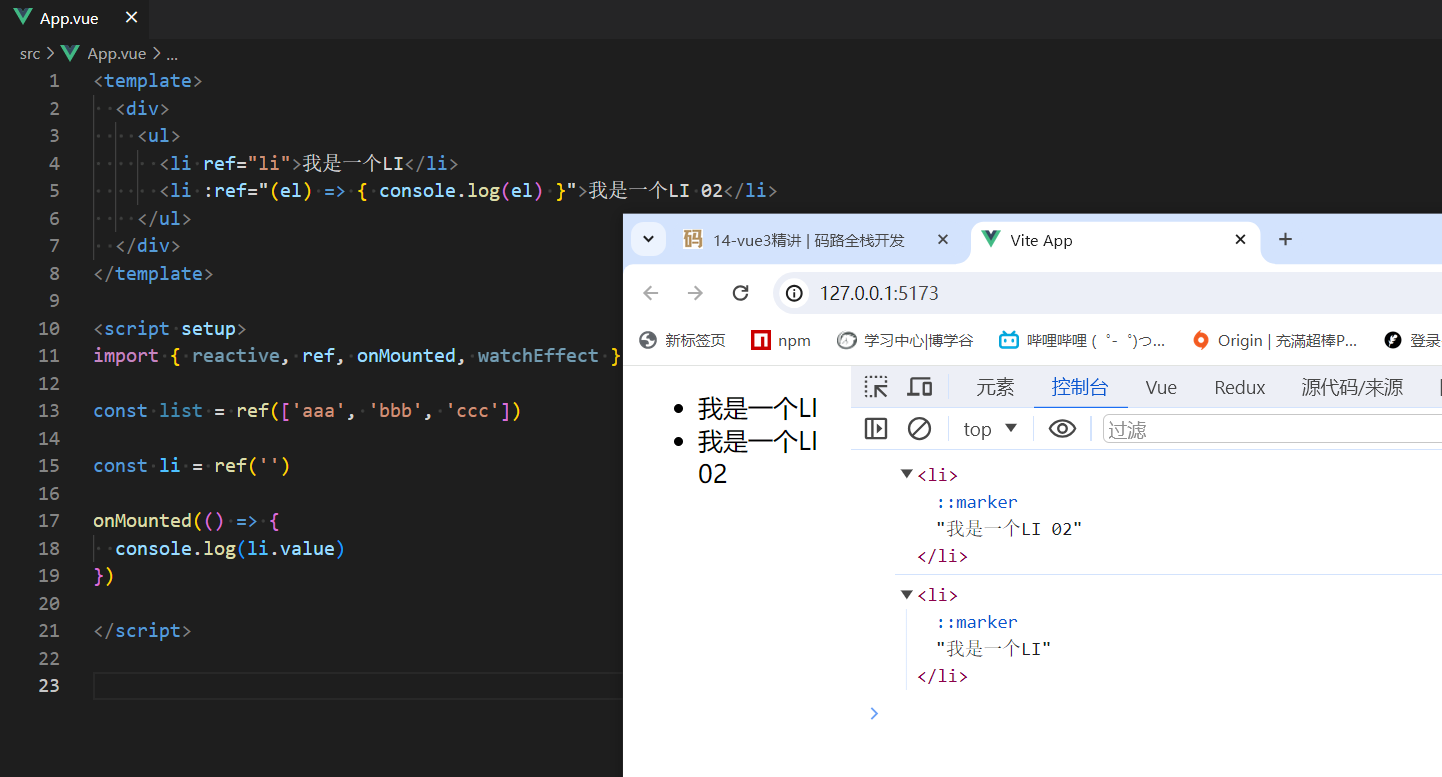 App.vue
src > App.vue > ...
1 <template>
2 <div>
3 <ul>
4 <li ref="li">我是一个LI</li>
5 <li :ref="(el) => { console.log(el) }">我是一个LI 02</li>
6 </ul>
7 </div>
8 </template>
9
10 <script setup>
11 import { reactive, ref, onMounted, watchEffect }
12
13 const list = ref(['aaa', 'bbb', 'ccc'])
14
15 const li = ref('')
16
17 onMounted(() => {
18 console.log(li.value)
19 })
20
21 </script>
22
23
14-vue3精讲 | 码路全栈开发
Vite App
127.0.0.1:5173
新标签页 npm 学习中心|博学谷 哔哩哔哩 (゜-゜)つ... Origin | 充满超棒P... 登录
我是一个LI
我是一个LI
02
元素 控制台 Vue Redux 源代码/来源
top 过滤
<li>
::marker
"我是一个LI 02"
</li>
<li>
::marker
"我是一个LI"
</li>